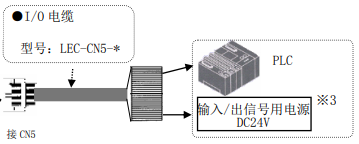 ●I/O 电缆
型号：LEC-CN5-*
PLC
输入/出信号用电源
DC24V
※3
接 CN5